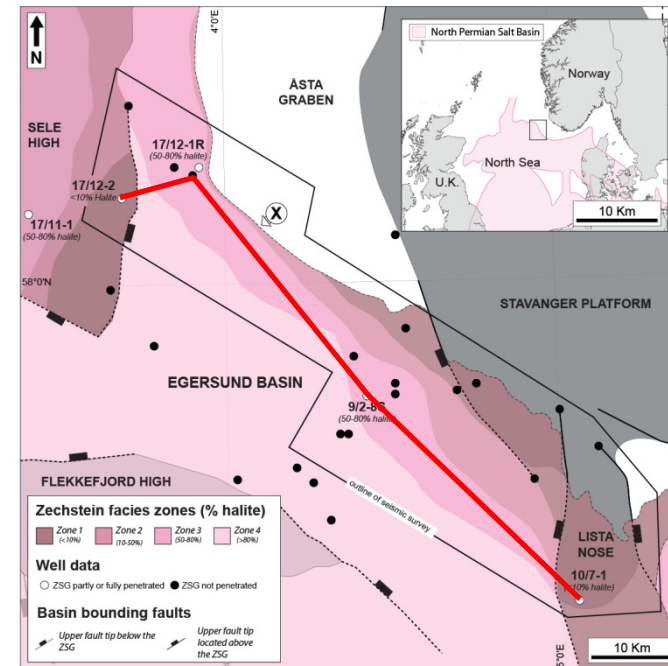 N
4°0'E
ÅSTA
GRABEN
SELE
HIGH
17/12-1R
(50-80% halite)
17/12-2
<10% Halite)
17/11-1
(50-80% halite)
X
58°0'N
North Permian Salt Basin
Norway
North Sea
U.K.
10 Km
STAVANGER PLATFORM
EGERSUND BASIN
9/2-8S
(50-80% halite)
FLEKKEFJORD HIGH
outline of seismic survey
LISTA
NOSE
10/7-1
10% halite)
Zechstein facies zones (% halite)
Zone 1
(<10%)
Zone 2
(10-50%)
Zone 3
(50-80%)
Zone 4
(>80%)
Well data
ZSG partly or fully penetrated
ZSG not penetrated
Basin bounding faults
Upper fault tip below the
ZSG
Upper fault tip
located above
the ZSG
5°0'E
10 Km